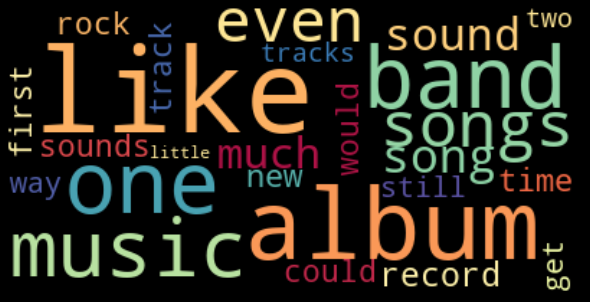 rock
track
even
sound
two
like
tracks
band
first
songs
would
sounds
little
much
song
way
one
new
still
time
music
album
could
record
get